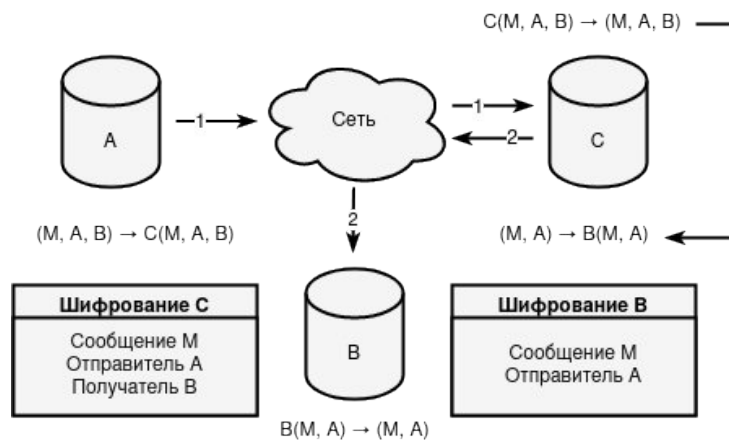 C(M, A, B) → (M, A, B)
A
1
Сеть
1
2
C
2
(M, A, B) → C(M, A, B)
(M, A) → B(M, A)
Шифрование C
Сообщение M
Отправитель A
Получатель B
B
Шифрование B
Сообщение M
Отправитель A
B(M, A) → (M, A)